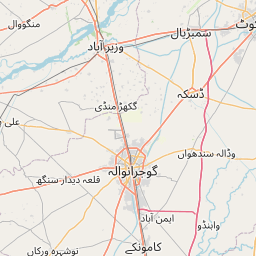 منگووال
سمبڑیال
وزیرآباد
ڈسکہ
گکھڑ منڈی
علی
وڈالہ سندھواں
گوجرانوالہ
قلعہ دیدار سنگھ
ایمن آباد
واہنڈو
کامونکے
نوشہرہ ورکاں